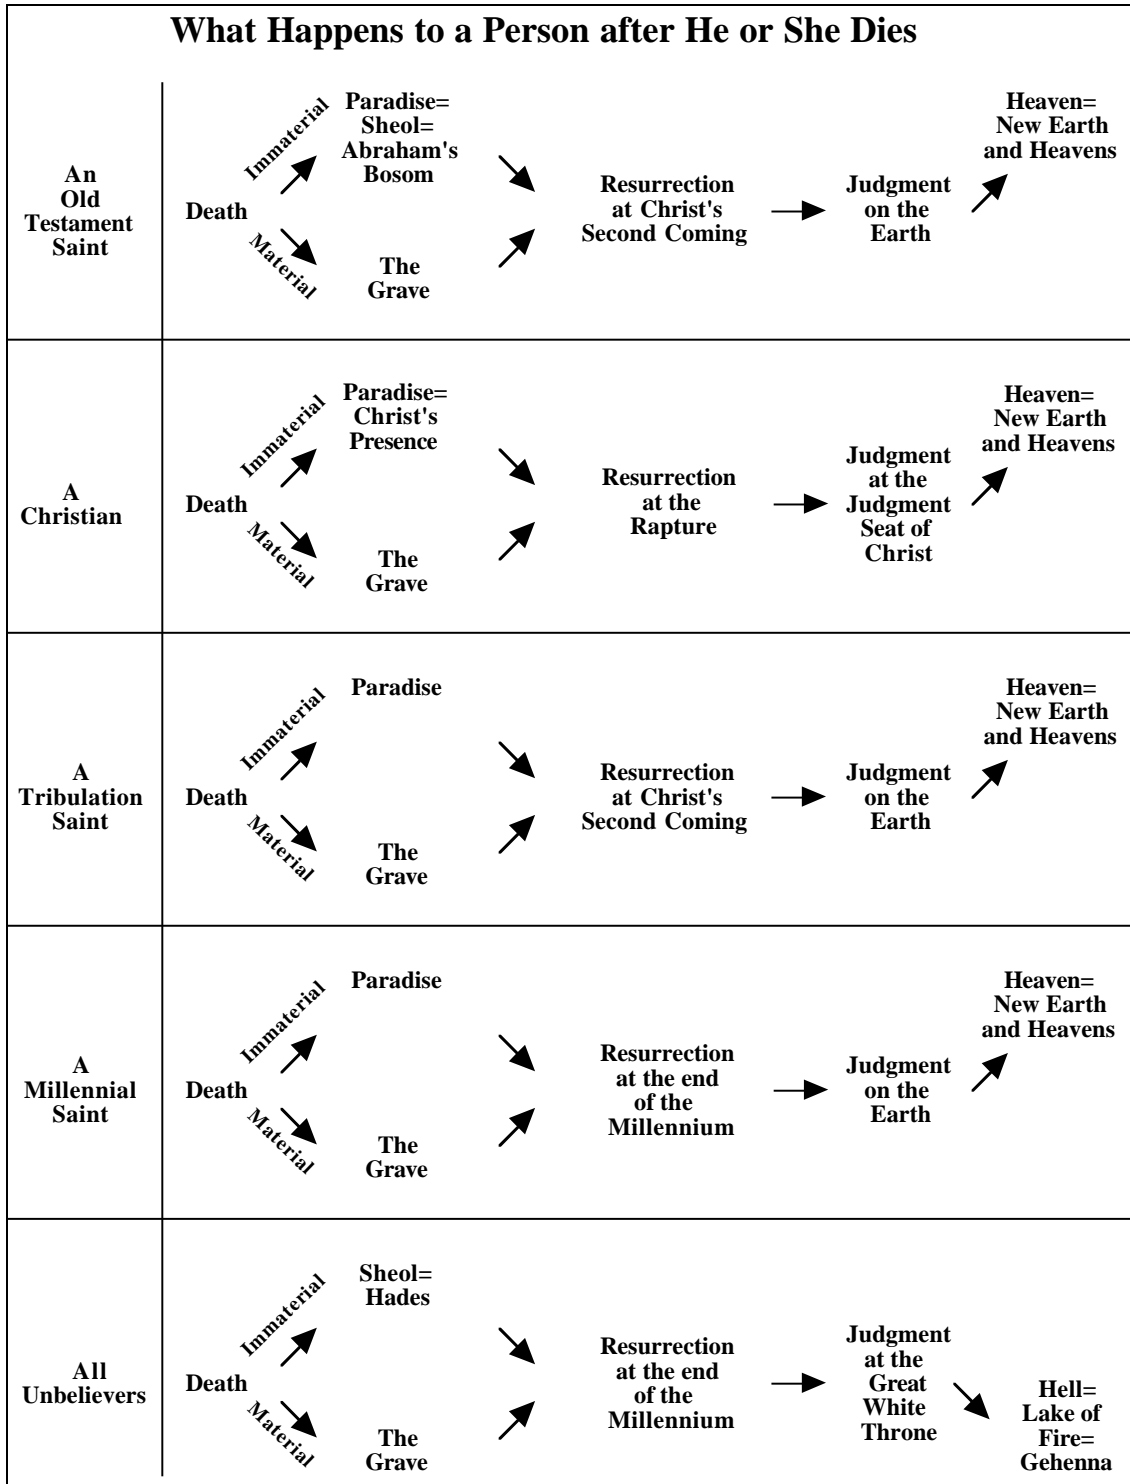 What Happens to a Person after He or She Dies
An
Old
Testament
Saint
Death
Immaterial
Material
Paradise=
Sheol=
Abraham's
Bosom
The
Grave
Resurrection
at Christ's
Second Coming
Judgment
on the
Earth
Heaven=
New Earth
and Heavens
A
Christian
Death
Immaterial
Material
Paradise=
Christ's
Presence
The
Grave
Resurrection
at the
Rapture
Judgment
at the
Judgment
Seat of
Christ
Heaven=
New Earth
and Heavens
A
Tribulation
Saint
Death
Immaterial
Material
Paradise
The
Grave
Resurrection
at Christ's
Second Coming
Judgment
on the
Earth
Heaven=
New Earth
and Heavens
A
Millennial
Saint
Death
Immaterial
Material
Paradise
The
Grave
Resurrection
at the end
of the
Millennium
Judgment
on the
Earth
Heaven=
New Earth
and Heavens
All
Unbelievers
Death
Immaterial
Material
Sheol=
Hades
The
Grave
Resurrection
at the end
of the
Millennium
Judgment
at the
Great
White
Throne
Hell=
Lake of
Fire=
Gehenna